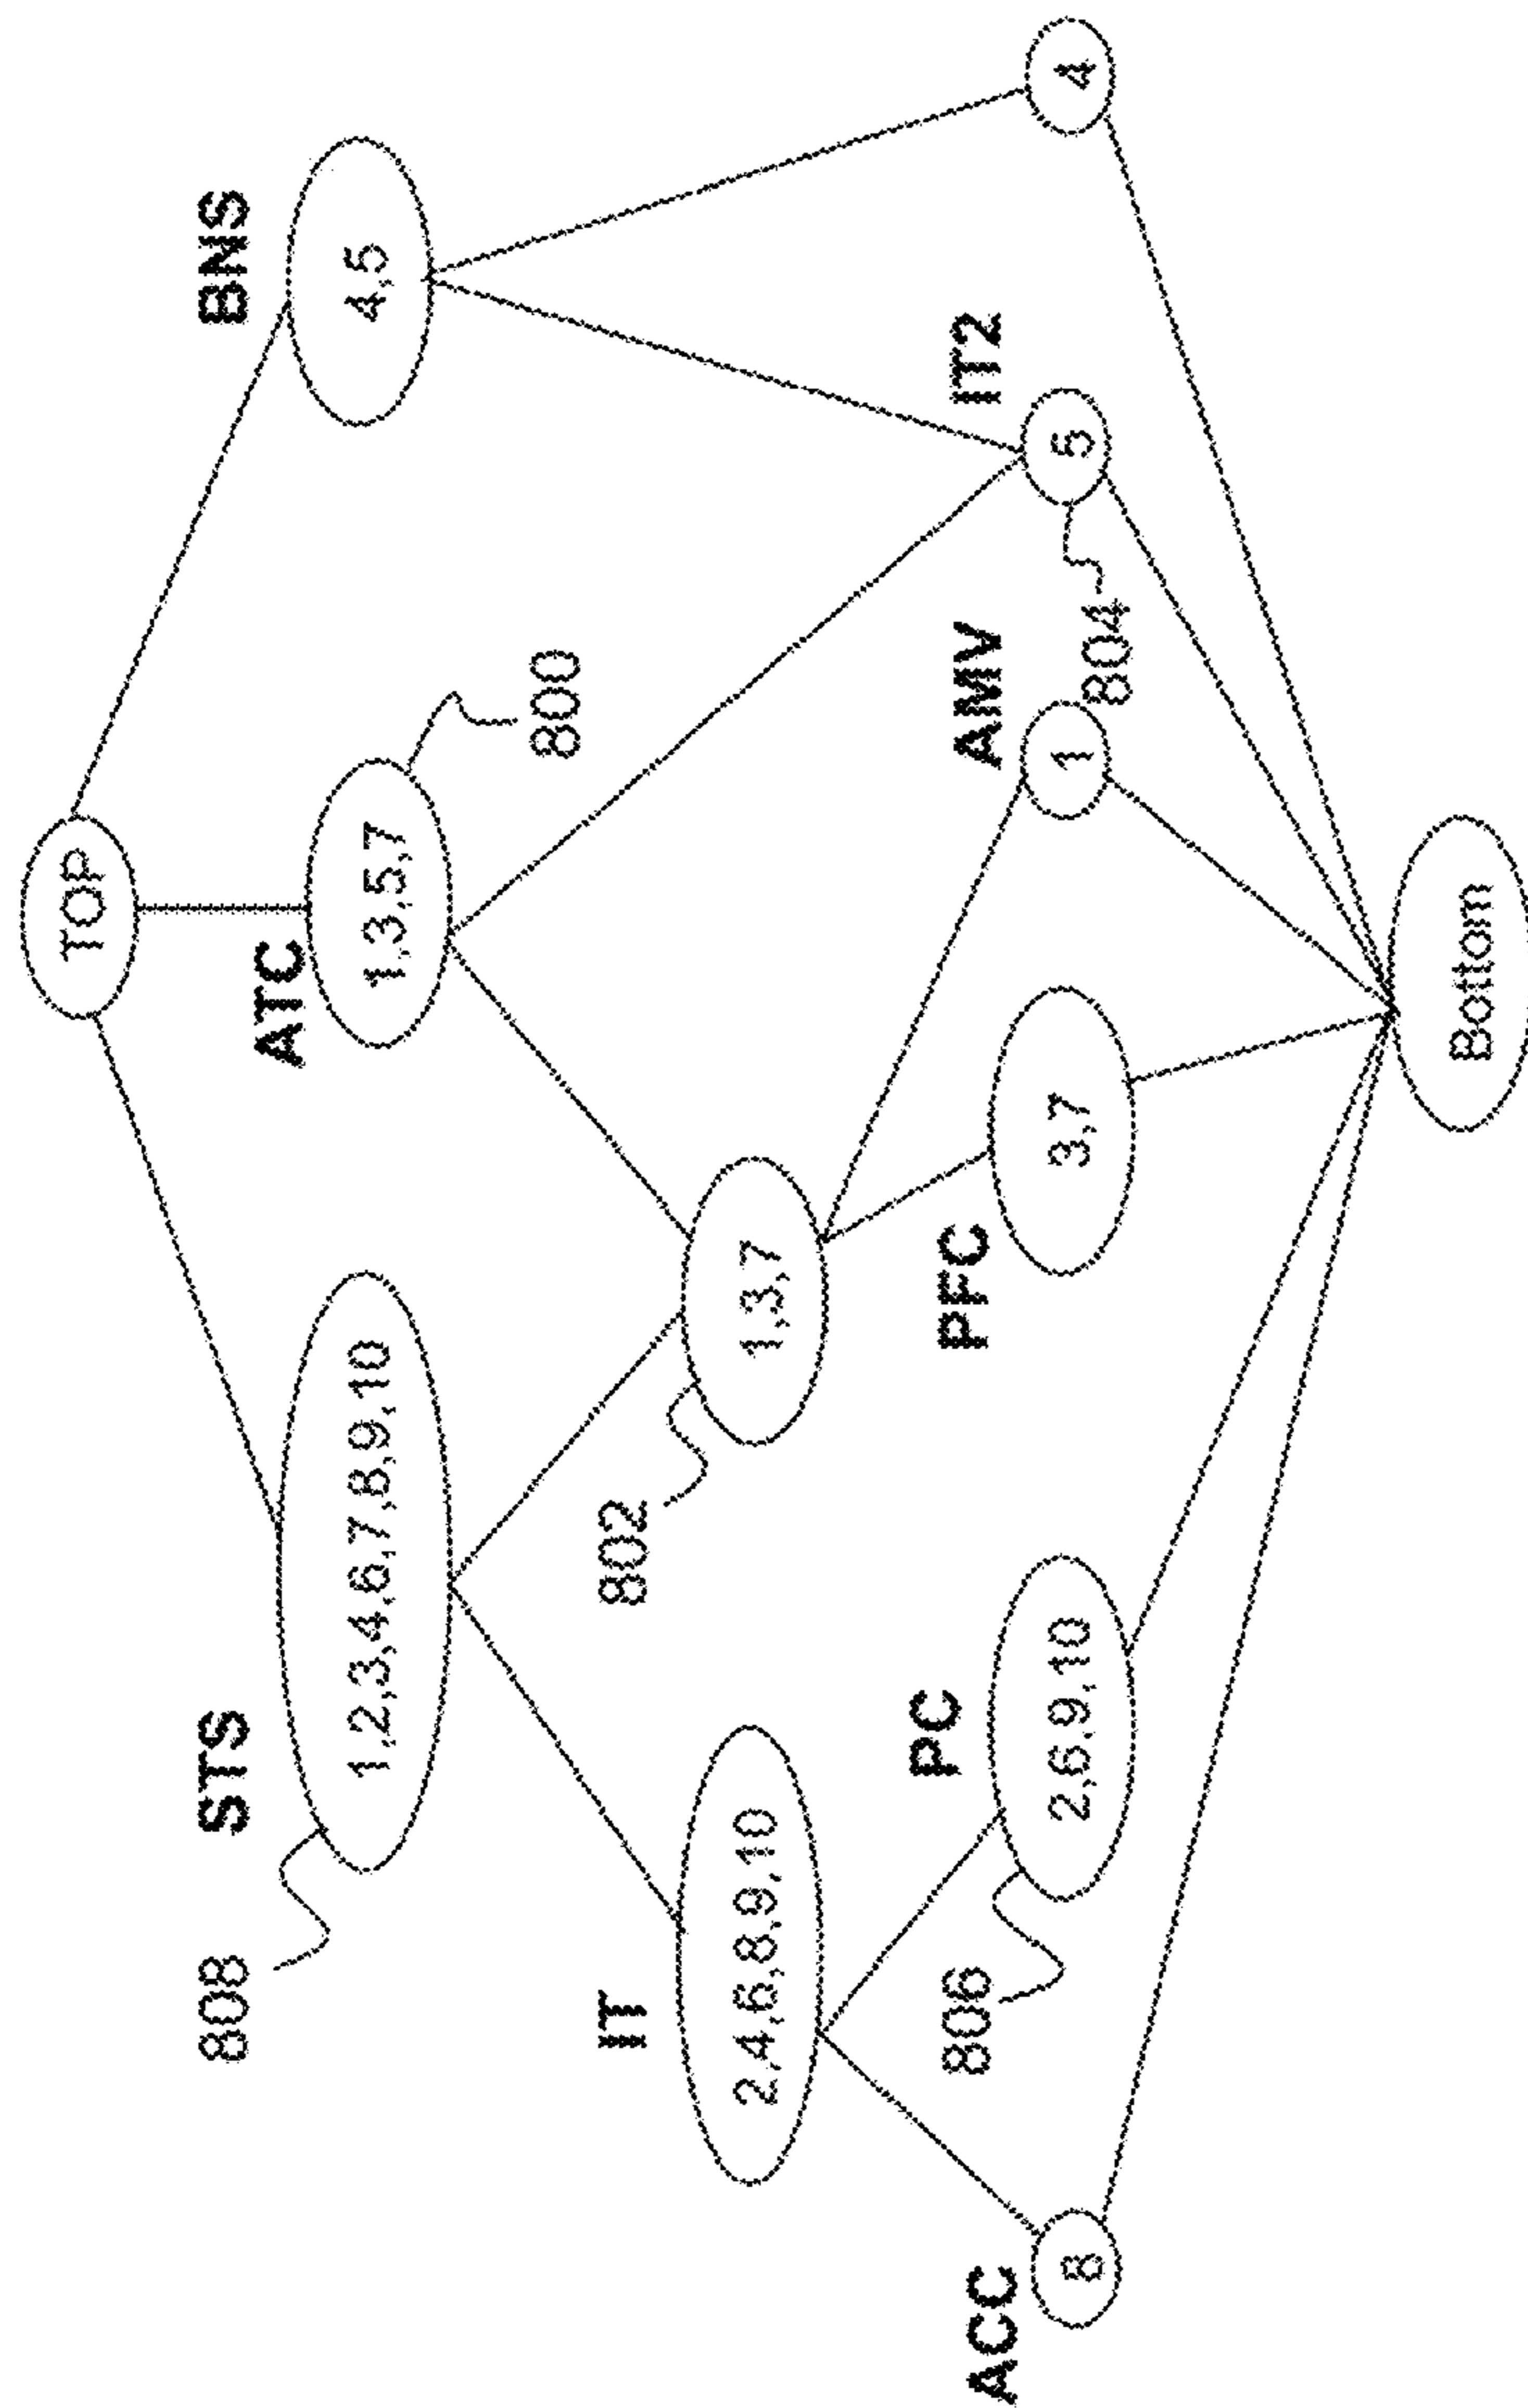 TOP
808
STS
1,2,3,4,6,7,8,9,10
ATC
1,3,5,7
800
BNS
4,5
IT
2,4,6,8,9,10
802
1,3,7
ACC
8
806
PC
2,6,9,10
PFC
3,7
AMV
1
804
IT2
5
4
Bottom